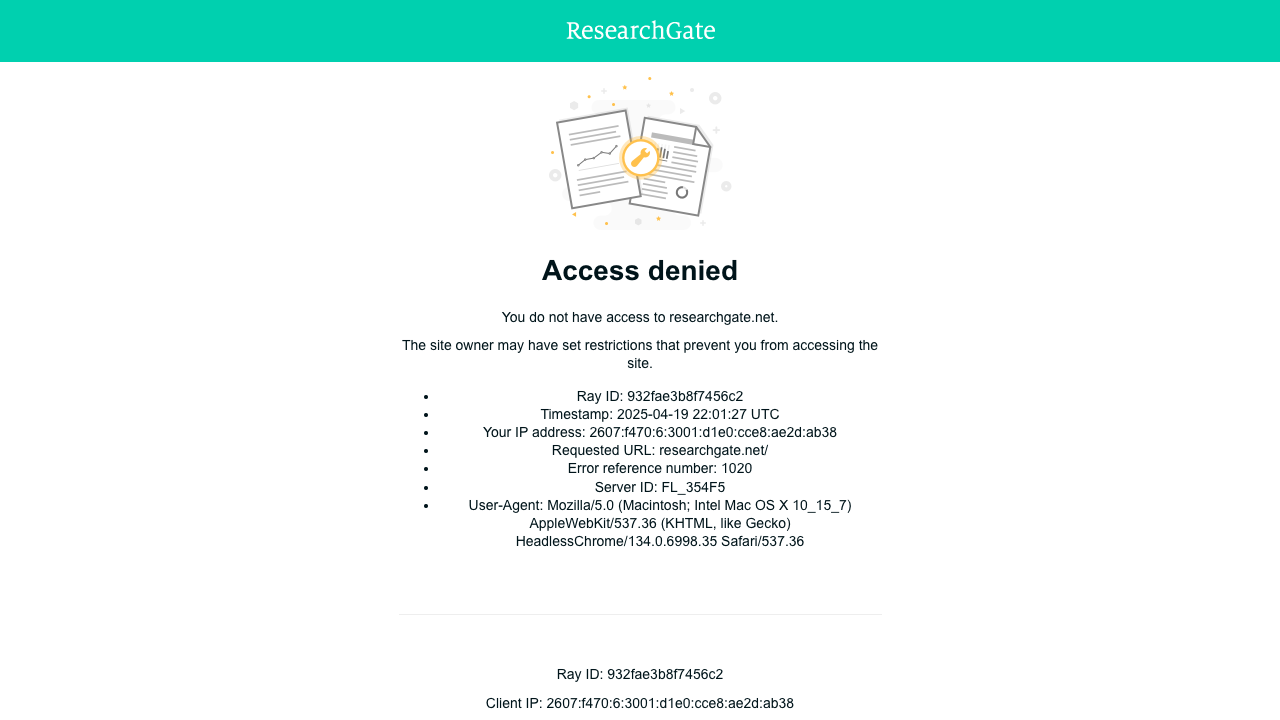 ResearchGate
Access denied
You do not have access to researchgate.net.
The site owner may have set restrictions that prevent you from accessing the
site.
Ray ID: 932fae3b8f7456c2
Timestamp: 2025-04-19 22:01:27 UTC
Your IP address: 2607:f470:6:3001:d1e0:cce8:ae2d:ab38
Requested URL: researchgate.net/
Error reference number: 1020
Server ID: FL_354F5
User-Agent: Mozilla/5.0 (Macintosh; Intel Mac OS X 10_15_7)
AppleWebKit/537.36 (KHTML, like Gecko)
HeadlessChrome/134.0.6998.35 Safari/537.36
Ray ID: 932fae3b8f7456c2
Client IP: 2607:f470:6:3001:d1e0:cce8:ae2d:ab38